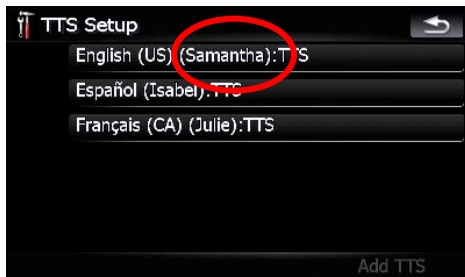 TTS Setup
English (US) (Samantha):TTS
Español (Isabel):TTS
Français (CA) (Julie):TTS
Add TTS